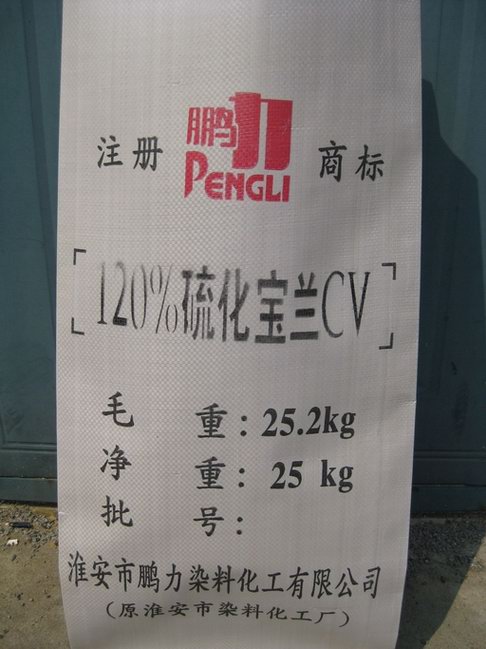 注册 鹏力 商标
PENGLI
120%硫化宝兰CV
毛 重：25.2kg
净 重：25 kg
批 号：
淮安市鹏力染料化工有限公司
（原淮安市染料化工厂）